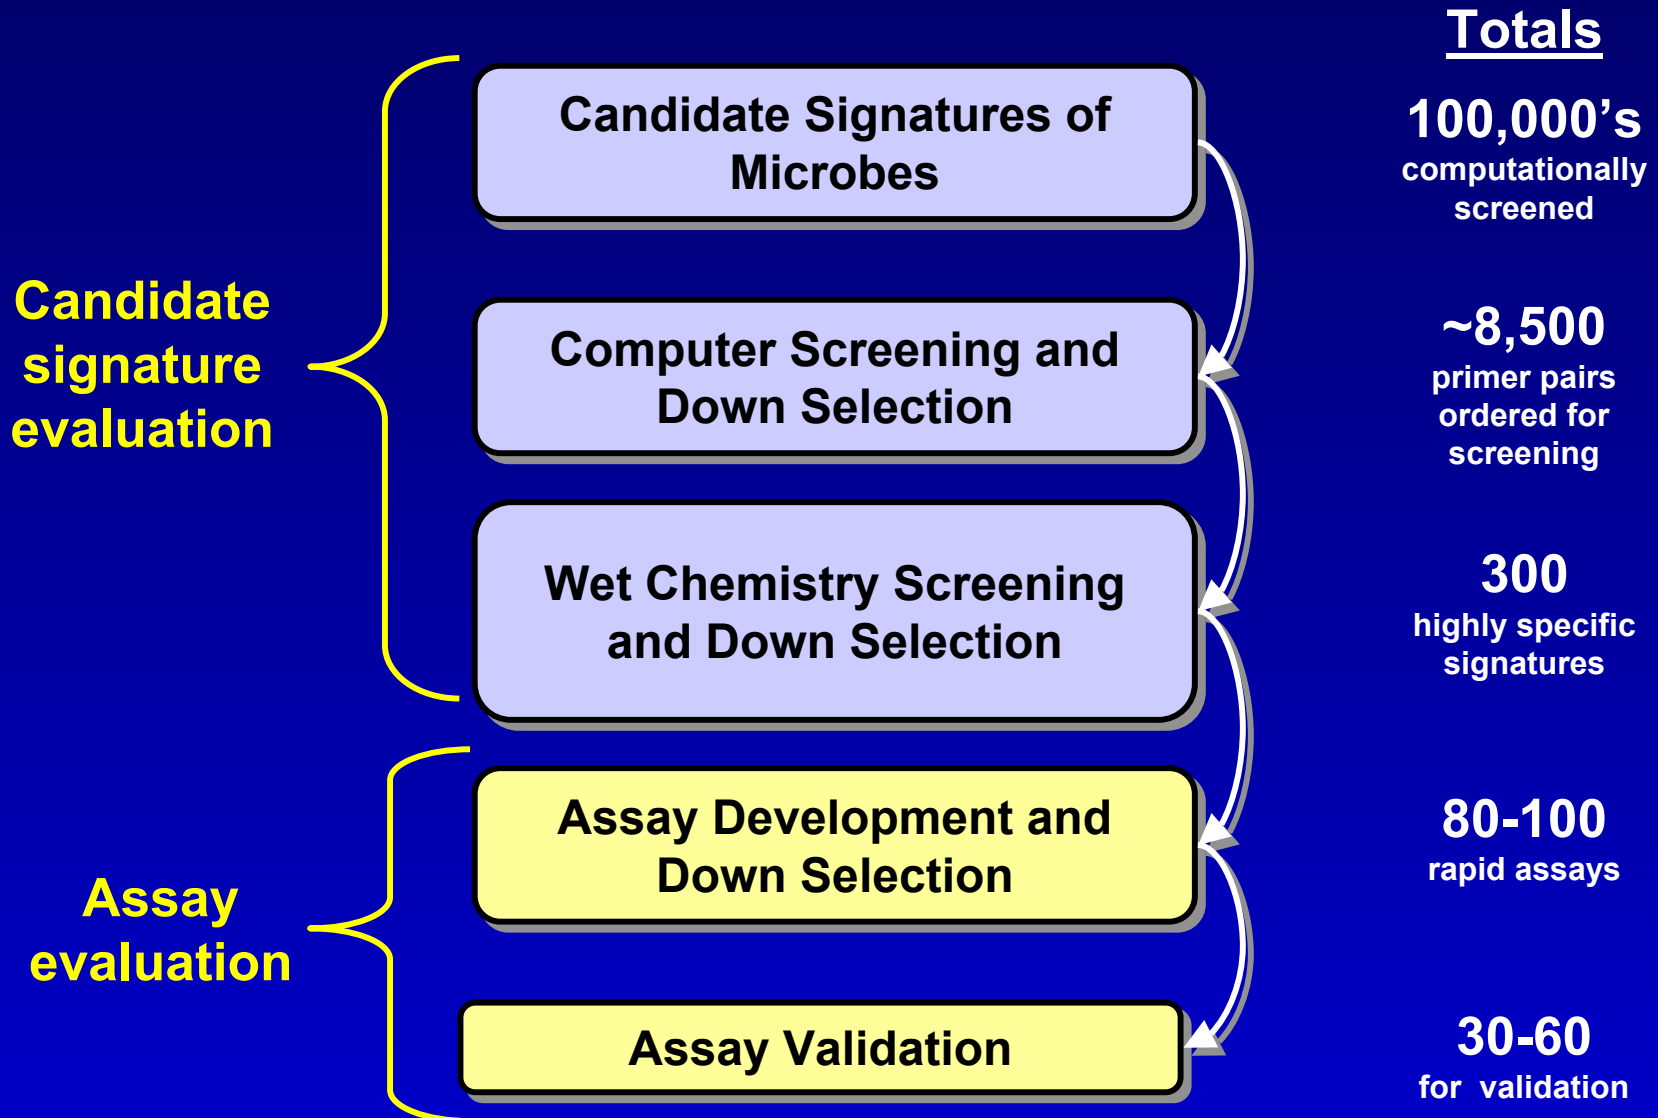 Totals
Candidate Signatures of
Microbes
100,000’s
computationally
screened
Candidate
signature
evaluation
Computer Screening and
Down Selection
~8,500
primer pairs
ordered for
screening
Wet Chemistry Screening
and Down Selection
300
highly specific
signatures
Assay
evaluation
Assay Development and
Down Selection
80-100
rapid assays
Assay Validation
30-60
for validation